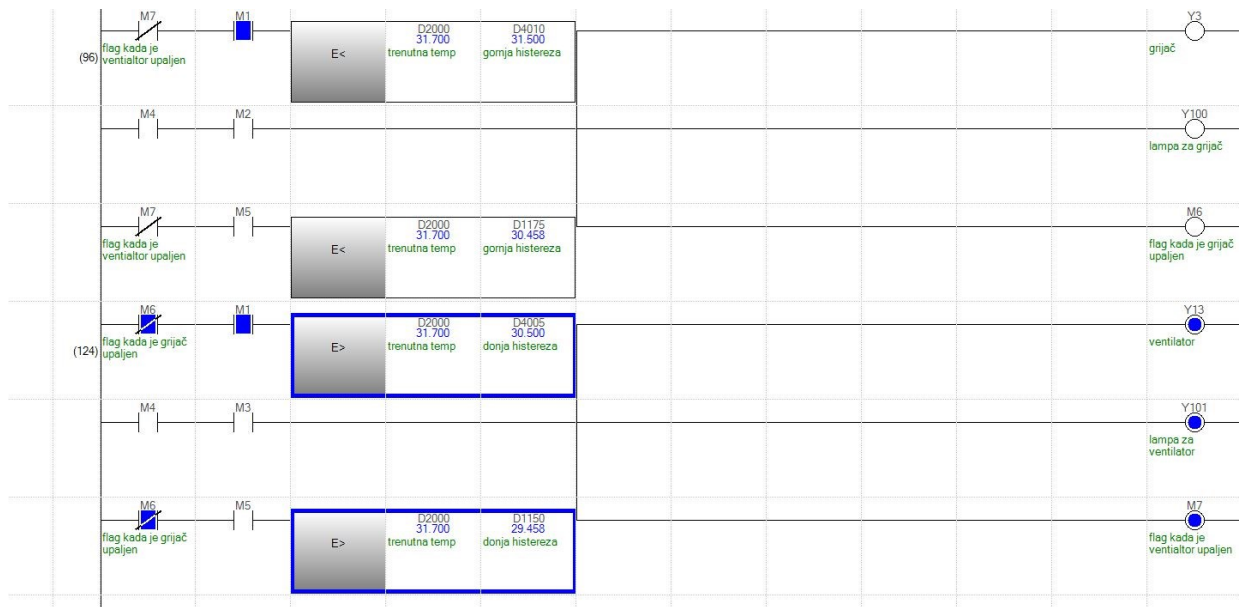 M7 M1 D2000 D4010 Y3
31.700 31.500
(96) flag kada je ventialtor upaljen E< trenutna temp gornja histereza grijač
M4 M2 Y100
lampa za grijač
M7 M5 D2000 D1175 M6
31.700 30.458
flag kada je ventialtor upaljen E< trenutna temp gornja histereza flag kada je grijač upaljen
M6 M1 D2000 D4005 Y13
31.700 30.500
(124) flag kada je grijač upaljen E> trenutna temp donja histereza ventilator
M4 M3 Y101
lampa za ventilator
M6 M5 D2000 D1150 M7
31.700 29.458
flag kada je grijač upaljen E> trenutna temp donja histereza flag kada je ventialtor upaljen